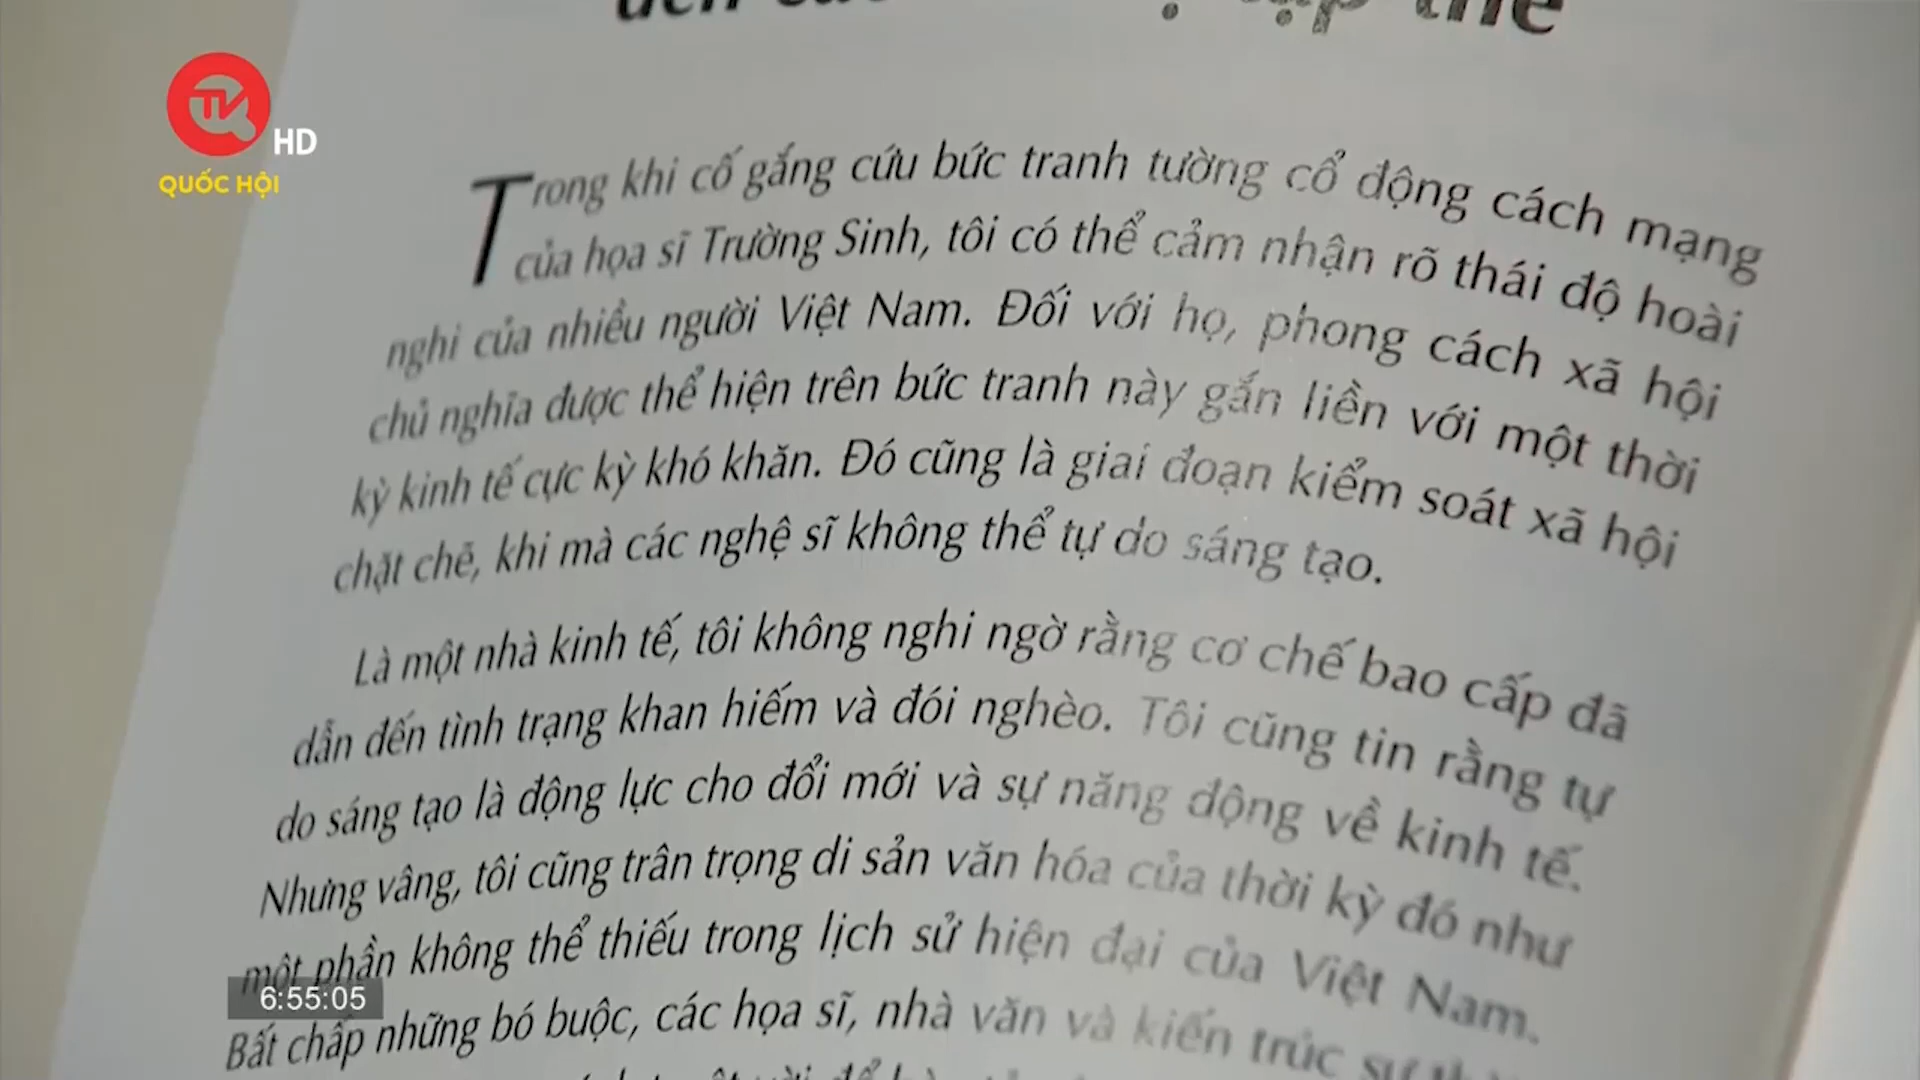 TV
HD
QUỐC HỘI
tập thể
Trong khi cố gắng cứu bức tranh tường cổ động cách mạng
của họa sĩ Trường Sinh, tôi có thể cảm nhận rõ thái độ hoài
nghi của nhiều người Việt Nam. Đối với họ, phong cách xã hội
chủ nghĩa được thể hiện trên bức tranh này gắn liền với một thời
kỳ kinh tế cực kỳ khó khăn. Đó cũng là giai đoạn kiểm soát xã hội
chặt chẽ, khi mà các nghệ sĩ không thể tự do sáng tạo.
Là một nhà kinh tế, tôi không nghi ngờ rằng cơ chế bao cấp đã
dẫn đến tình trạng khan hiếm và đói nghèo. Tôi cũng tin rằng tự
do sáng tạo là động lực cho đổi mới và sự năng động về kinh tế.
Nhưng vâng, tôi cũng trân trọng di sản văn hóa của thời kỳ đó như
một phần không thể thiếu trong lịch sử hiện đại của Việt Nam.
6:55:05
Bất chấp những bó buộc, các họa sĩ, nhà văn và kiến trúc sư